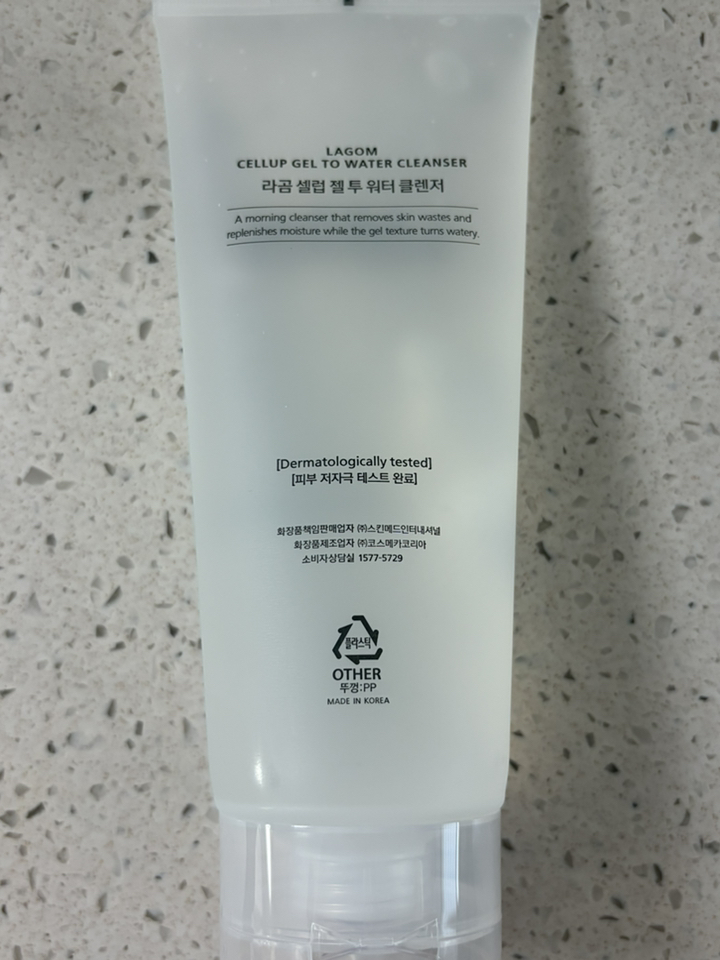 LAGOM
CELLUP GEL TO WATER CLEANSER
라곰 셀럽 젤 투 워터 클렌저
A morning cleanser that removes skin wastes and
replenishes moisture while the gel texture turns watery.
[Dermatologically tested]
[피부 저자극 테스트 완료]
화장품책임판매업자 ㈜스킨메드인터내셔널
화장품제조업자 ㈜코스메카코리아
소비자상담실 1577-5729
플라스틱
OTHER
뚜껑:PP
MADE IN KOREA